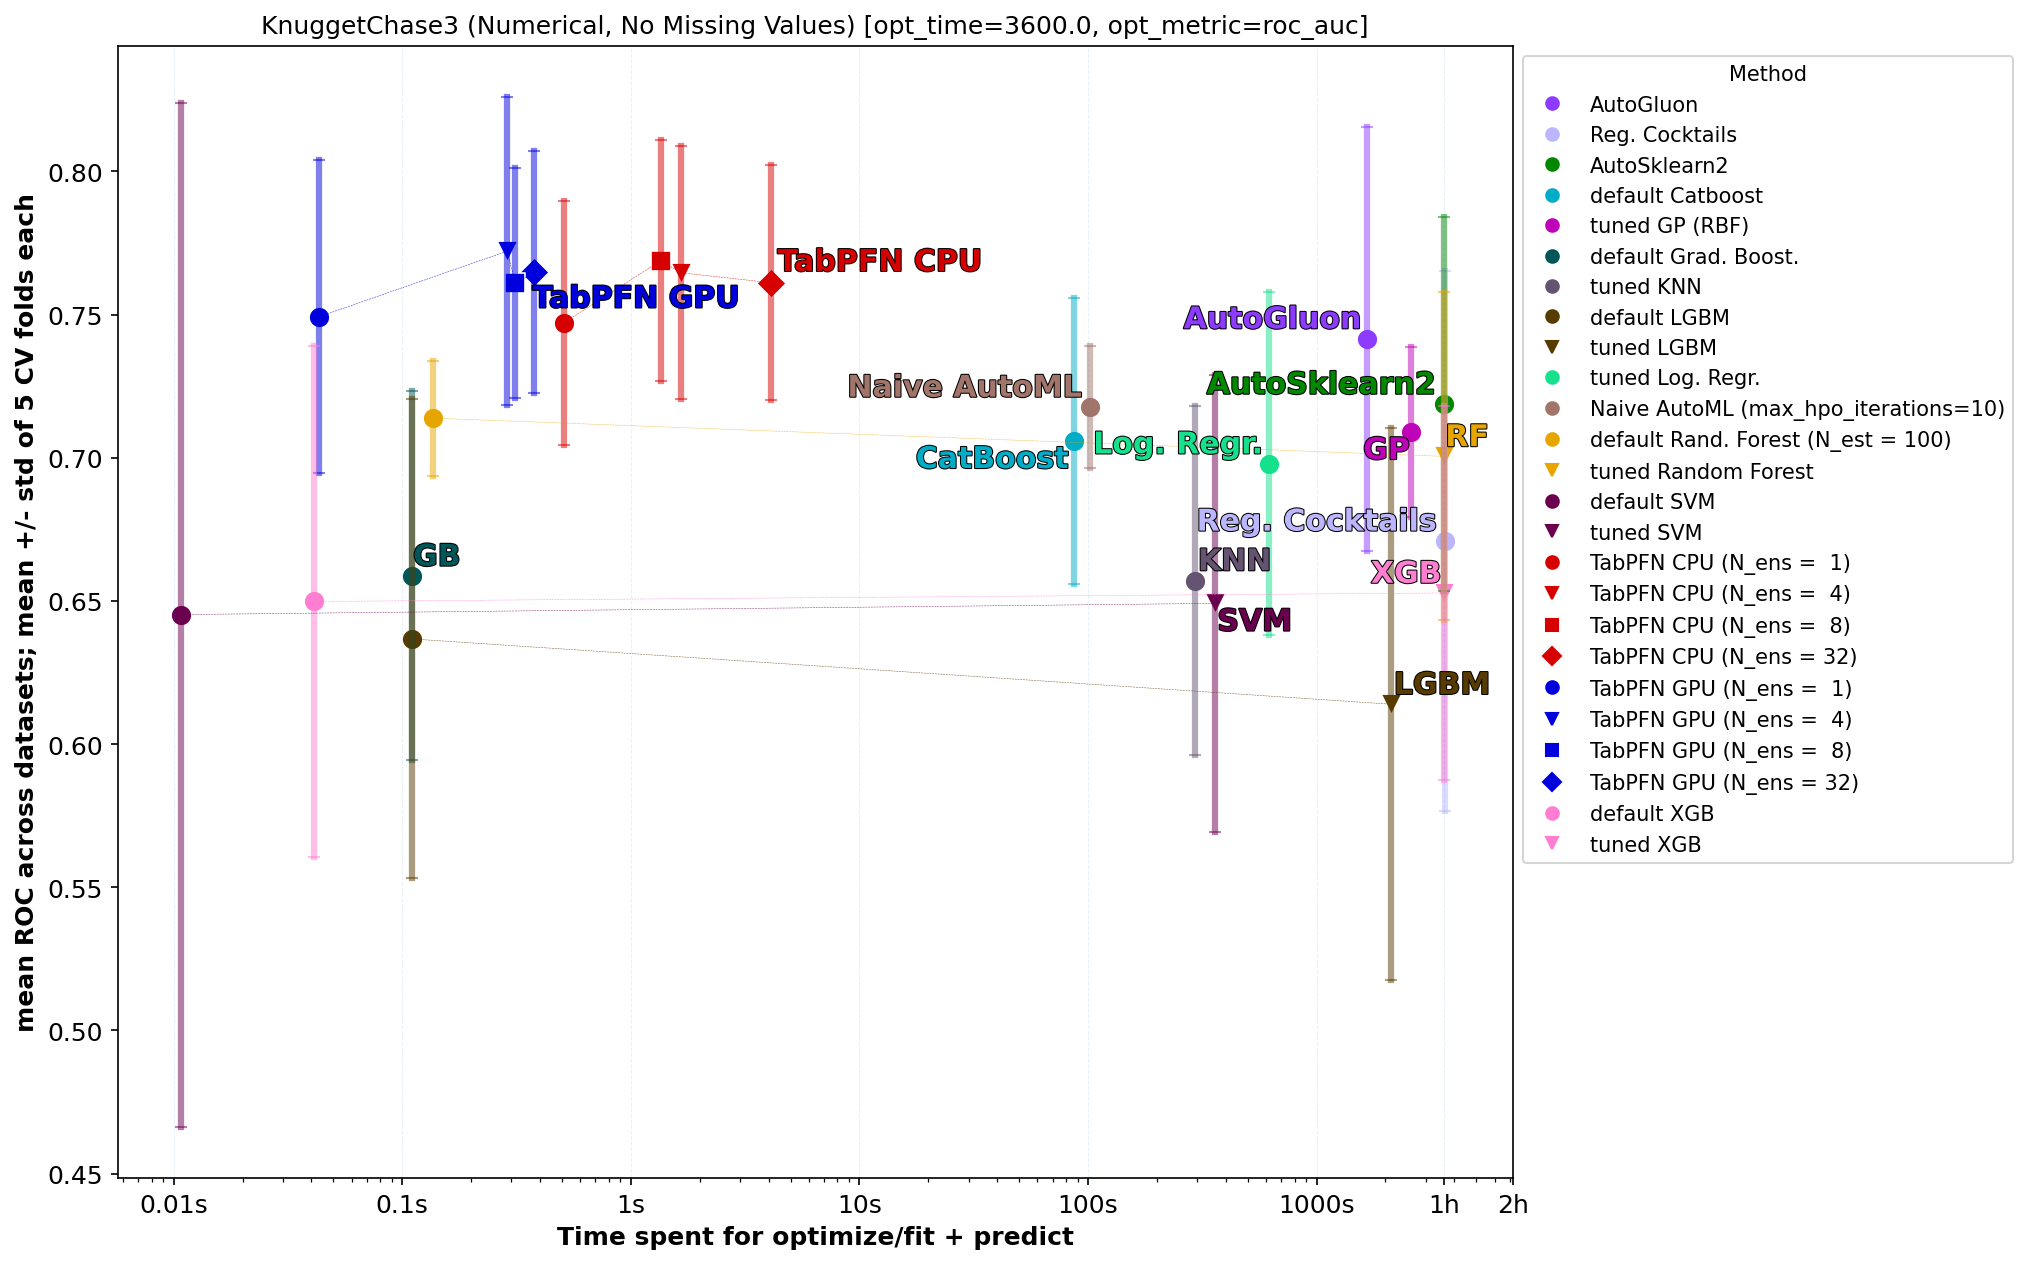 KnuggetChase3 (Numerical, No Missing Values) [opt_time=3600.0, opt_metric=roc_auc]
mean ROC across datasets; mean +/- std of 5 CV folds each
0.80
0.75
0.70
0.65
0.60
0.55
0.50
0.45
TabPFN CPU
TabPFN GPU
AutoGluon
Naive AutoML
AutoSklearn2
CatBoost
Log. Regr.
GP
RF
Reg. Cocktails
GB
KNN
XGB
SVM
LGBM
0.01s
0.1s
1s
10s
100s
1000s
1h
2h
Time spent for optimize/fit + predict
Method
AutoGluon
Reg. Cocktails
AutoSklearn2
default Catboost
tuned GP (RBF)
default Grad. Boost.
tuned KNN
default LGBM
tuned LGBM
tuned Log. Regr.
Naive AutoML (max_hpo_iterations=10)
default Rand. Forest (N_est = 100)
tuned Random Forest
default SVM
tuned SVM
TabPFN CPU (N_ens =  1)
TabPFN CPU (N_ens =  4)
TabPFN CPU (N_ens =  8)
TabPFN CPU (N_ens = 32)
TabPFN GPU (N_ens =  1)
TabPFN GPU (N_ens =  4)
TabPFN GPU (N_ens =  8)
TabPFN GPU (N_ens = 32)
default XGB
tuned XGB